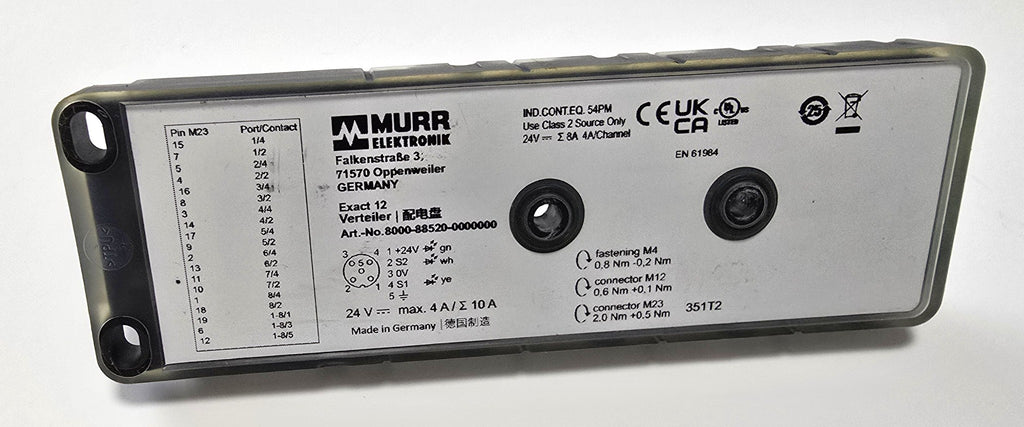 Pin M23 Port/Contact
15 1/4
7 1/2
5 2/4
4 2/2
16 3/4
8 3/2
3 4/4
14 4/2
17 5/4
9 5/2
2 6/4
13 6/2
11 7/4
10 7/2
1 8/4
18 8/2
19 1-8/1
6 1-8/3
12 1-8/5
MURR
ELEKTRONIK
Falkenstraße 3,
71570 Oppenweiler
GERMANY
Exact 12
Verteiler | 配电盘
Art.-No.8000-88520-0000000
3 4
5
2 1
1 +24V gn
2 S2 wh
3 0V
4 S1 ye
5
24 V max. 4 A / Σ 10 A
Made in Germany | 德国制造
IND.CONT.EQ. 54PM
Use Class 2 Source Only
24V Σ 8A 4A/Channel
CE UK
CA
c UL
LISTED
25
EN 61984
fastening M4
0,8 Nm -0,2 Nm
connector M12
0,6 Nm +0,1 Nm
connector M23
2.0 Nm +0,5 Nm
351T2